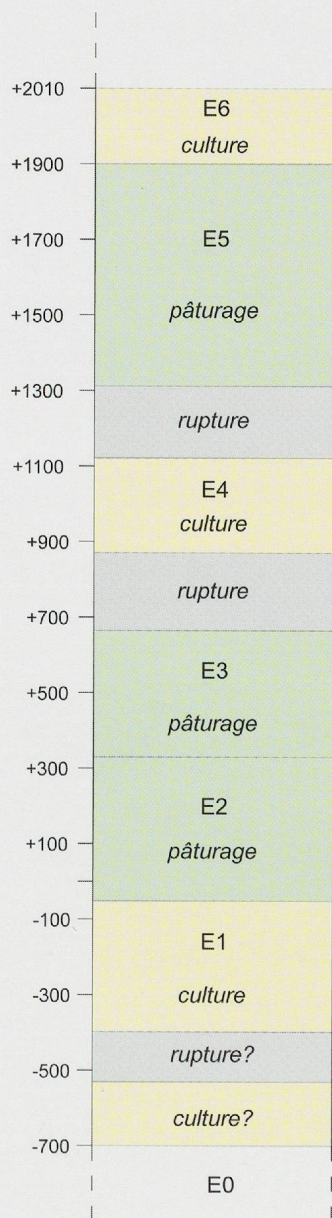 +2010
E6
culture
+1900
+1700
E5
+1500
pâturage
+1300
rupture
+1100
E4
culture
+900
rupture
+700
E3
+500
pâturage
+300
E2
+100
pâturage
-100
E1
-300
culture
rupture?
-500
culture?
-700
E0